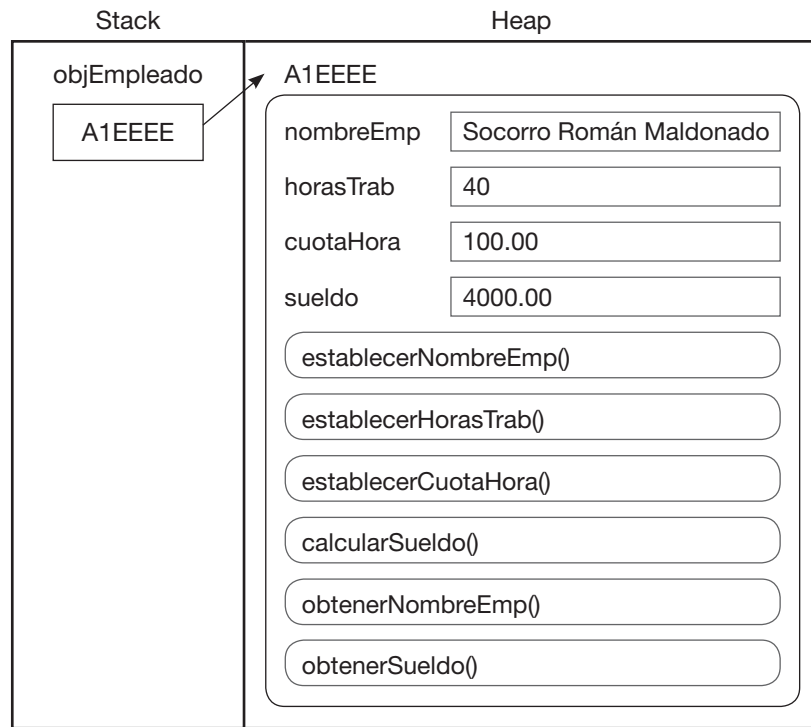 Stack Heap
objEmpleado A1EEEE
A1EEEE
nombreEmp Socorro Román Maldonado
horasTrab 40
cuotaHora 100.00
sueldo 4000.00
establecerNombreEmp()
establecerHorasTrab()
establecerCuotaHora()
calcularSueldo()
obtenerNombreEmp()
obtenerSueldo()